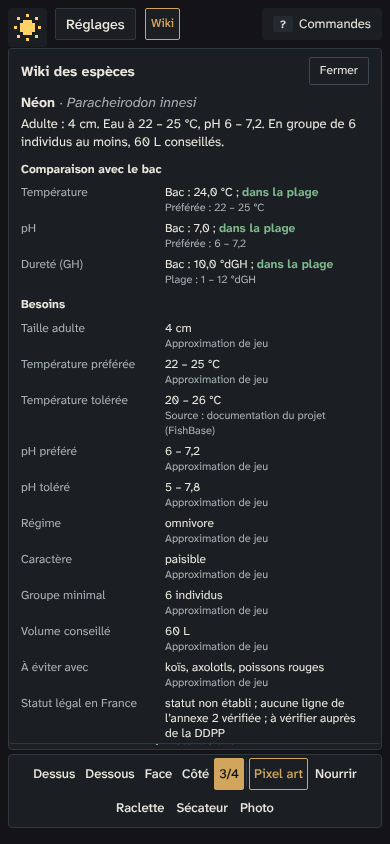 Réglages
Wiki
? Commandes
Wiki des espèces
Fermer
Néon · Paracheirodon innesi
Adulte : 4 cm. Eau à 22 – 25 °C, pH 6 – 7,2. En groupe de 6
individus au moins, 60 L conseillés.
Comparaison avec le bac
Température
Bac : 24,0 °C ; dans la plage
Préférée : 22 – 25 °C
pH
Bac : 7,0 ; dans la plage
Préférée : 6 – 7,2
Dureté (GH)
Bac : 10,0 °dGH ; dans la plage
Plage : 1 – 12 °dGH
Besoins
Taille adulte
4 cm
Approximation de jeu
Température préférée
22 – 25 °C
Approximation de jeu
Température tolérée
20 – 26 °C
Source : documentation du projet
(FishBase)
pH préféré
6 – 7,2
Approximation de jeu
pH toléré
5 – 7,8
Approximation de jeu
Régime
omnivore
Approximation de jeu
Caractère
paisible
Approximation de jeu
Groupe minimal
6 individus
Approximation de jeu
Volume conseillé
60 L
Approximation de jeu
À éviter avec
koïs, axolotls, poissons rouges
Approximation de jeu
Statut légal en France
statut non établi ; aucune ligne de
l'annexe 2 vérifiée ; à vérifier auprès
de la DDPP
Dessus Dessous Face Côté 3/4 Pixel art Nourrir
Raclette Sécateur Photo